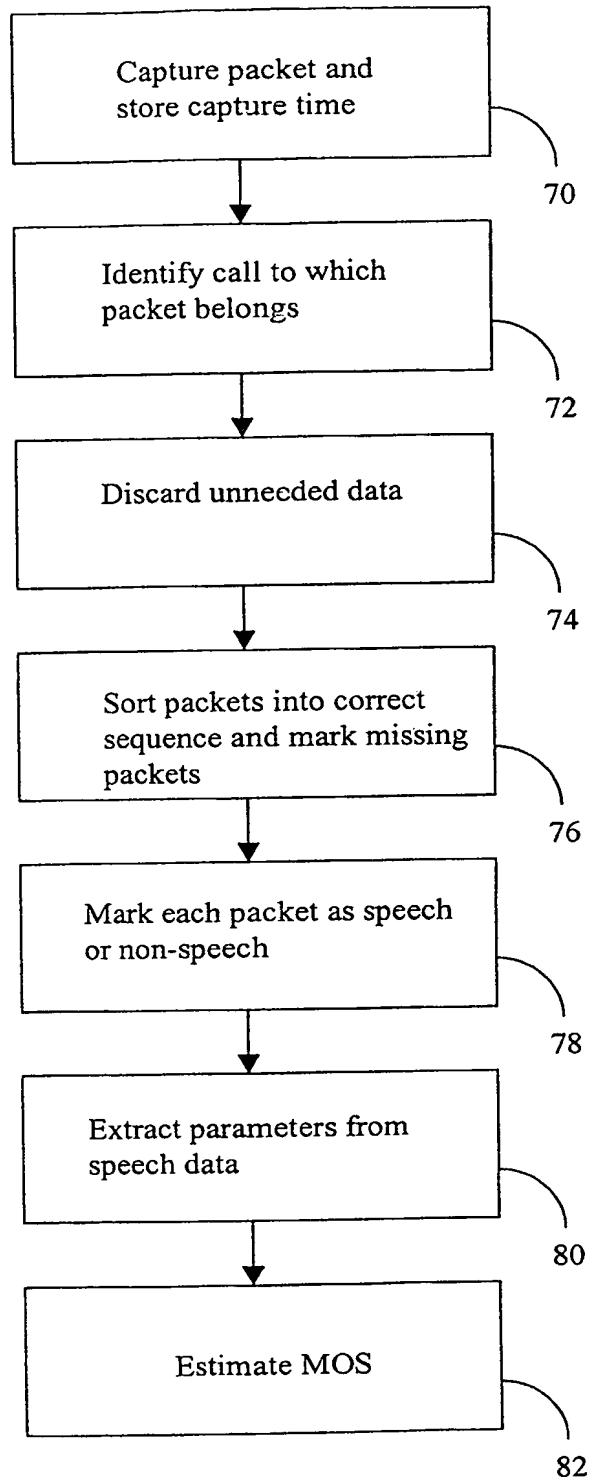 Capture packet and
store capture time
70
Identify call to which
packet belongs
72
Discard unneeded data
74
Sort packets into correct
sequence and mark missing
packets
76
Mark each packet as speech
or non-speech
78
Extract parameters from
speech data
80
Estimate MOS
82